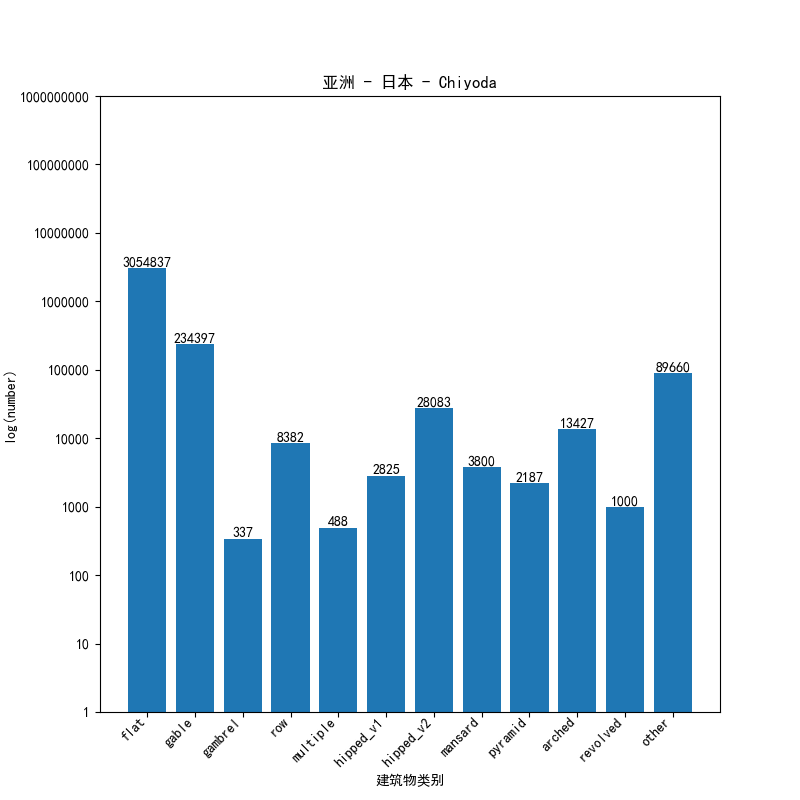 亚洲 - 日本 - Chiyoda
1000000000
100000000
10000000
1000000
100000
10000
1000
100
10
1
log(number)
3054837
234397
337
8382
488
2825
28083
3800
2187
13427
1000
89660
flat
gable
gambrel
row
multiple
hipped_v1
hipped_v2
mansard
pyramid
arched
revolved
other
建筑物类别